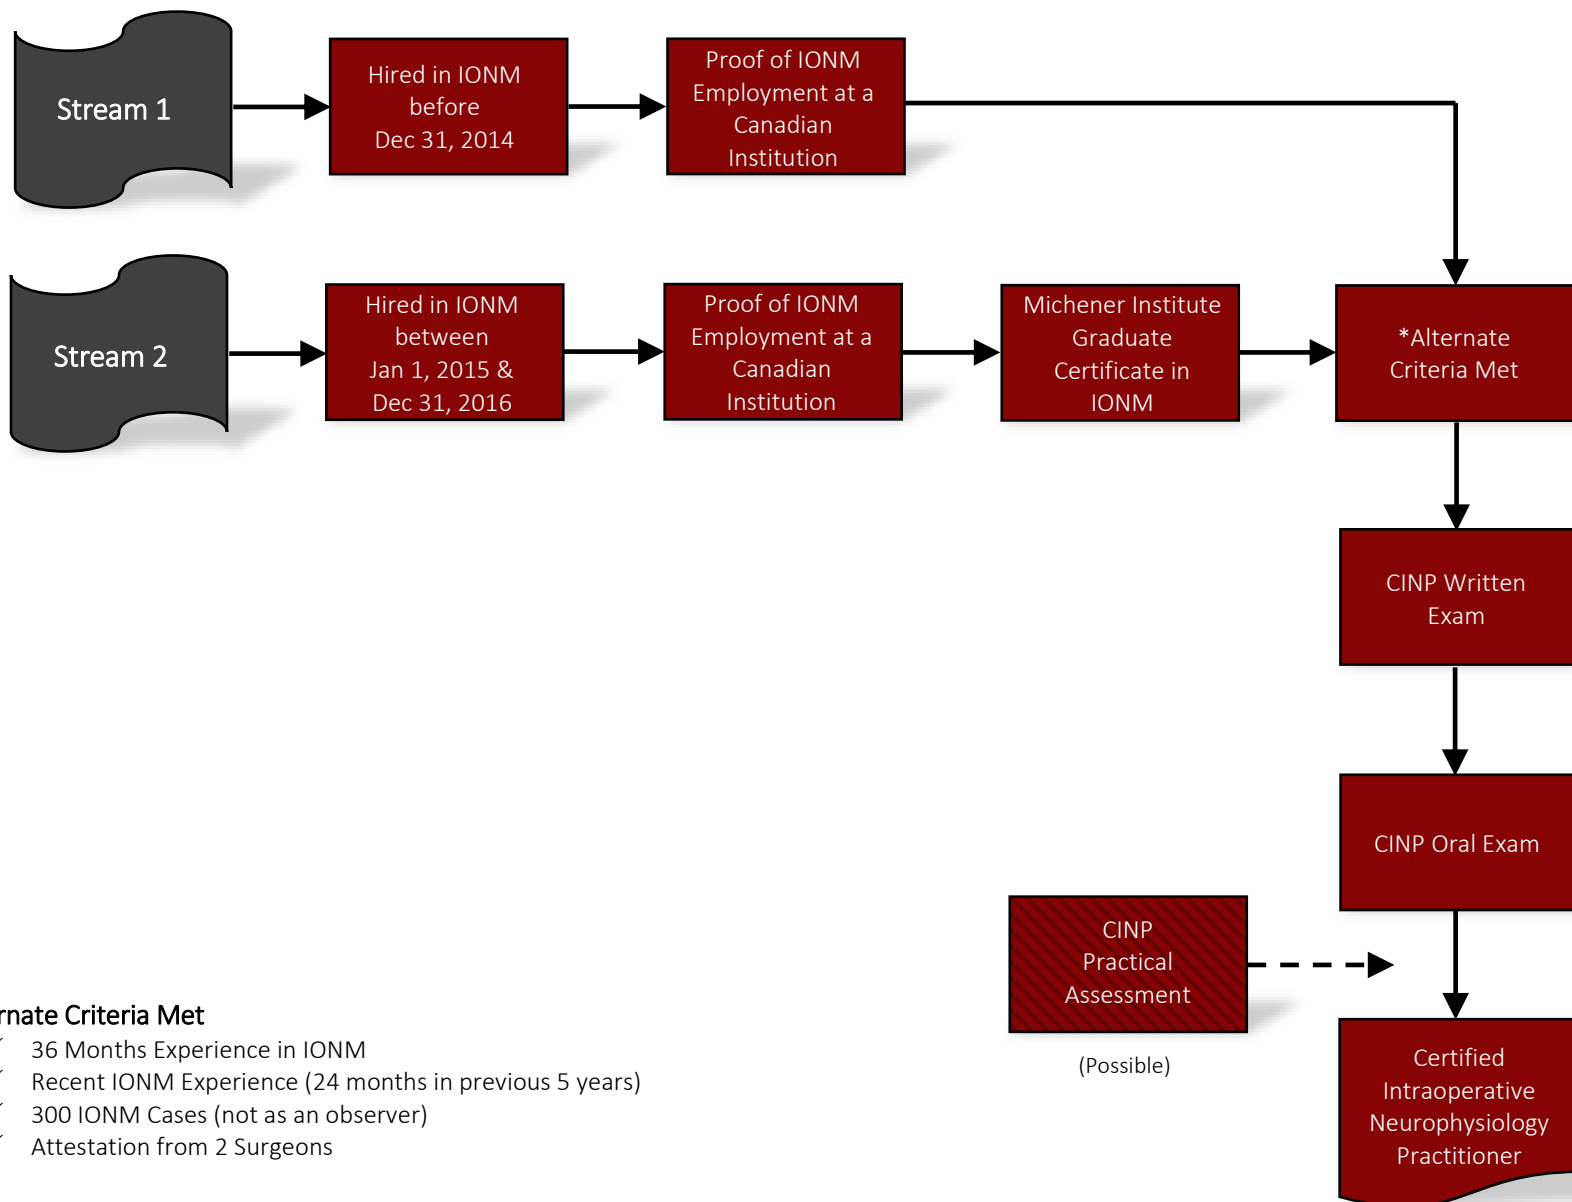 Stream 1
Hired in IONM
before
Dec 31, 2014
Proof of IONM
Employment at a
Canadian
Institution
Stream 2
Hired in IONM
between
Jan 1, 2015 &
Dec 31, 2016
Proof of IONM
Employment at a
Canadian
Institution
Michener Institute
Graduate
Certificate in
IONM
*Alternate
Criteria Met
CINP Written
Exam
CINP Oral Exam
CINP
Practical
Assessment
(Possible)
Certified
Intraoperative
Neurophysiology
Practitioner
rnate Criteria Met
36 Months Experience in IONM
Recent IONM Experience (24 months in previous 5 years)
300 IONM Cases (not as an observer)
Attestation from 2 Surgeons